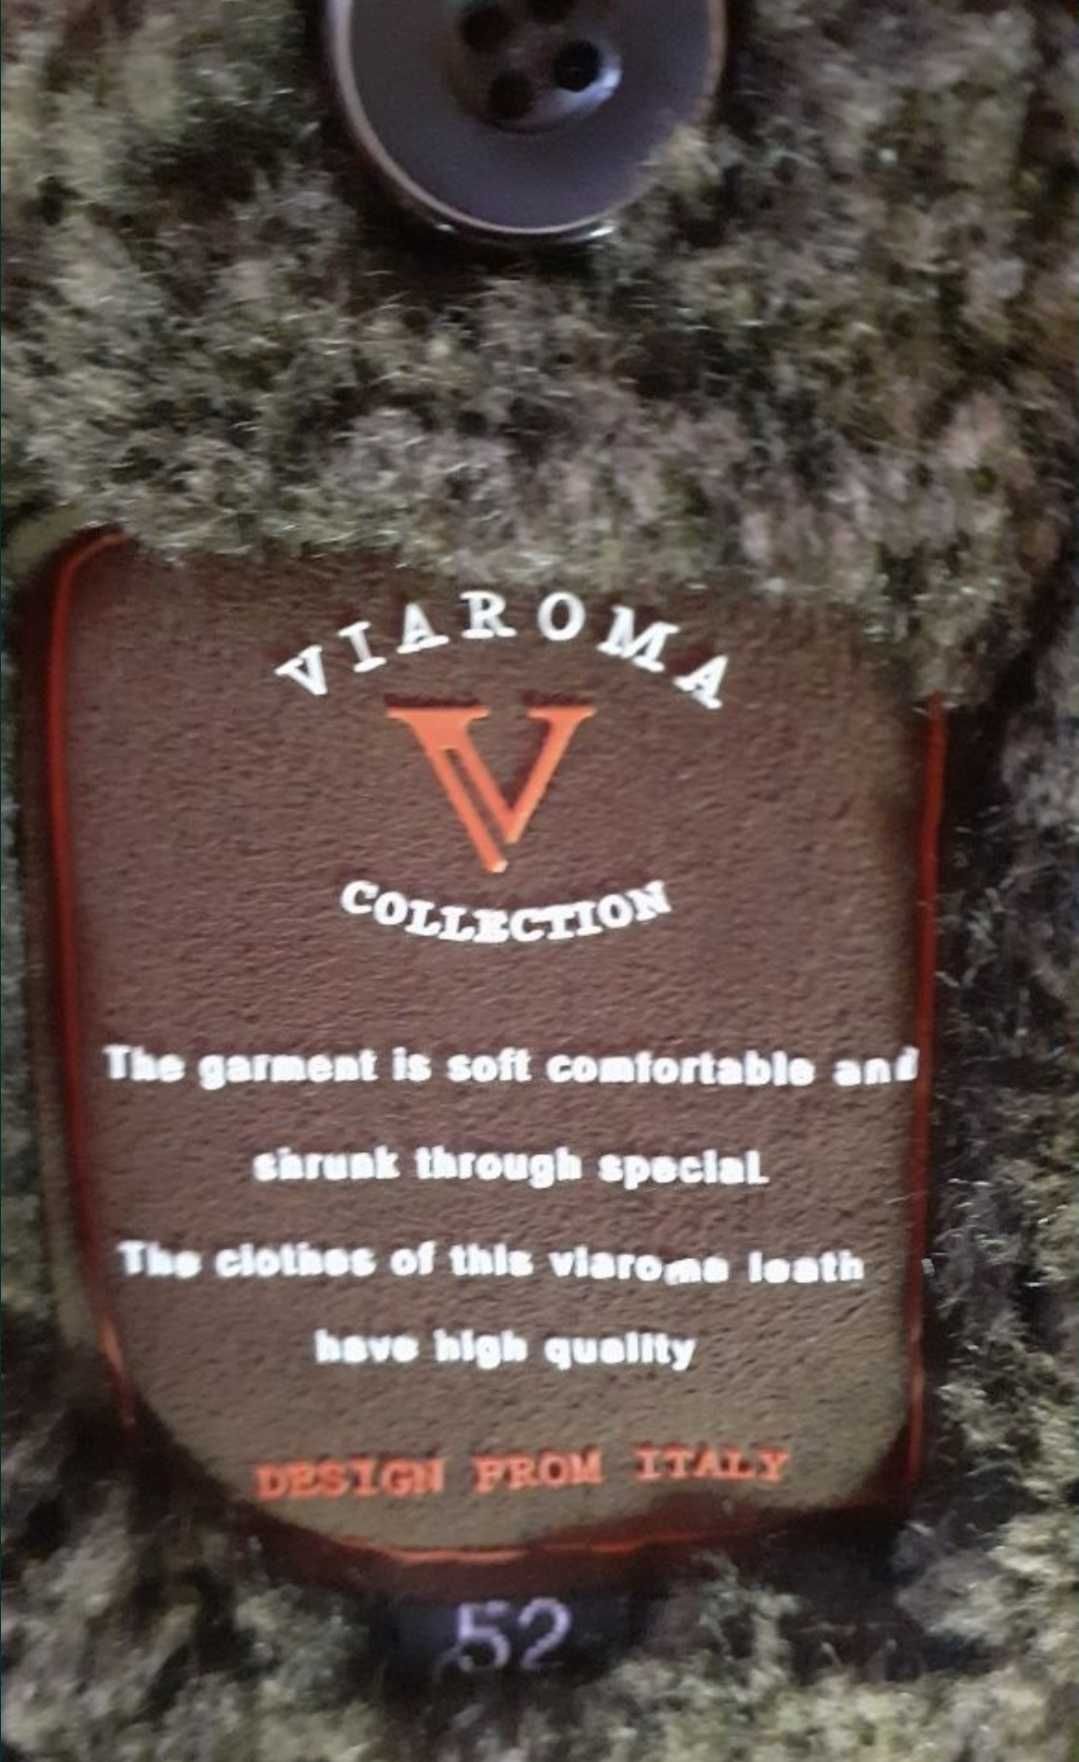 VIAROMA
V
COLLECTION
The garment is soft comfortable and
shrunk through special.
The clothes of this viaroma leath
have high quality
DESIGN FROM ITALY
52